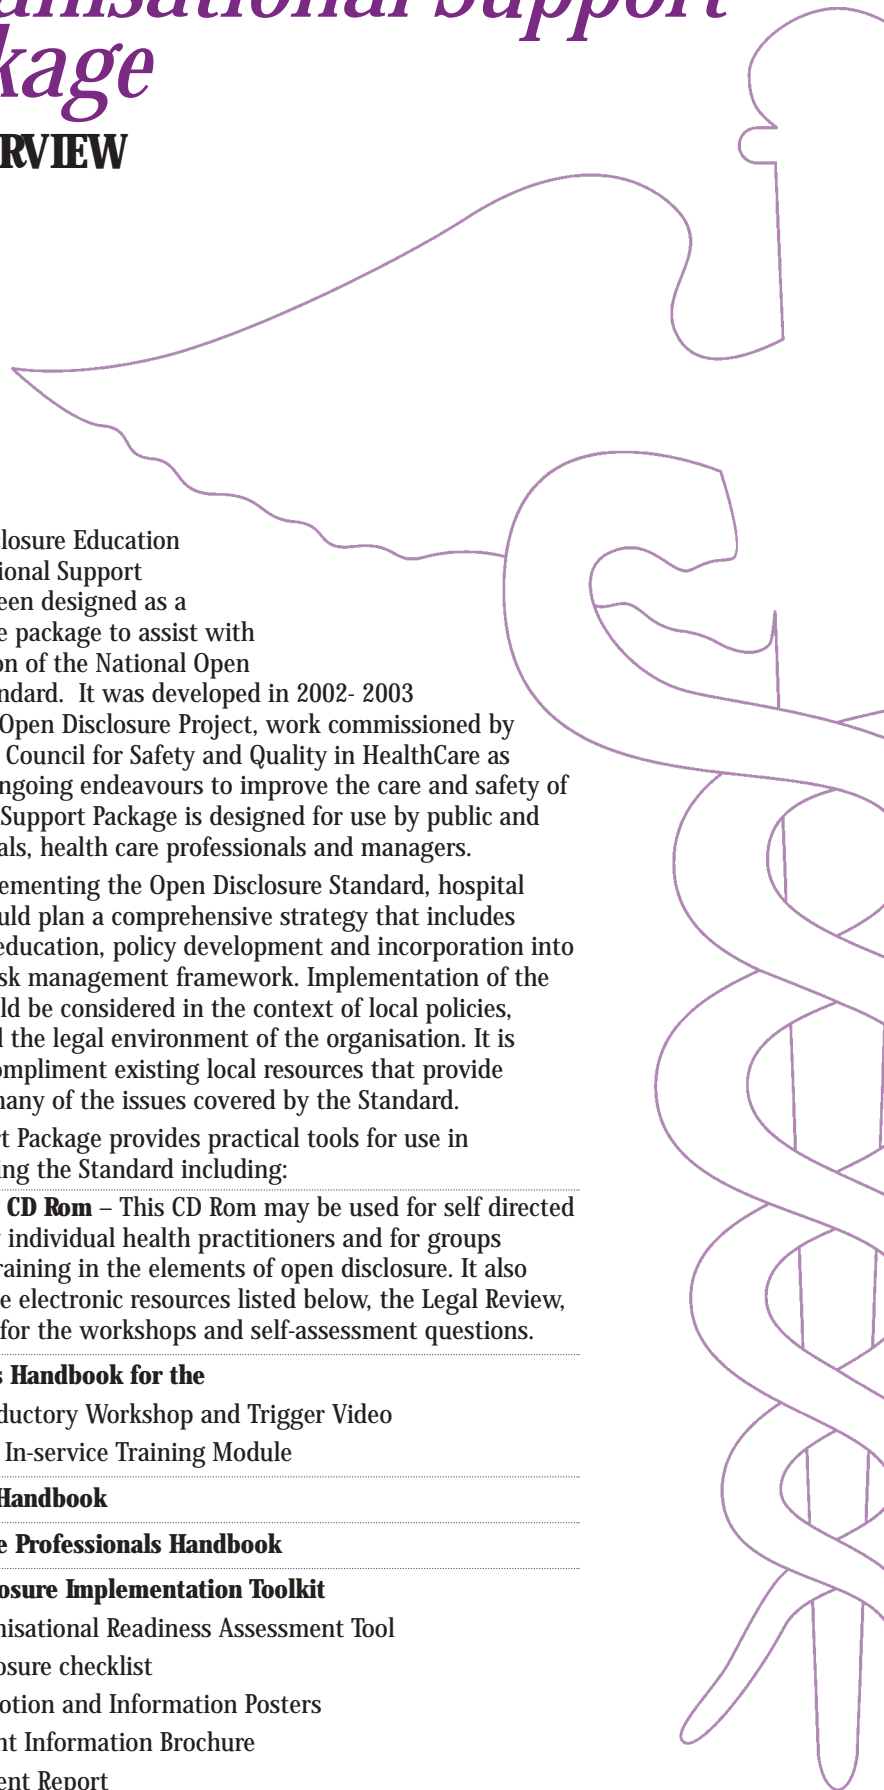 anisational Support
kage
RVIEW
closure Education
ional Support
een designed as a
e package to assist with
on of the National Open
ndard. It was developed in 2002- 2003
Open Disclosure Project, work commissioned by
Council for Safety and Quality in HealthCare as
ngoing endeavours to improve the care and safety of
Support Package is designed for use by public and
als, health care professionals and managers.
ementing the Open Disclosure Standard, hospital
uld plan a comprehensive strategy that includes
education, policy development and incorporation into
sk management framework. Implementation of the
ld be considered in the context of local policies,
l the legal environment of the organisation. It is
ompliment existing local resources that provide
many of the issues covered by the Standard.
t Package provides practical tools for use in
ing the Standard including:
CD Rom – This CD Rom may be used for self directed
individual health practitioners and for groups
raining in the elements of open disclosure. It also
e electronic resources listed below, the Legal Review,
for the workshops and self-assessment questions.
s Handbook for the
ductory Workshop and Trigger Video
In-service Training Module
Handbook
e Professionals Handbook
osure Implementation Toolkit
nisational Readiness Assessment Tool
osure checklist
otion and Information Posters
nt Information Brochure
ent Report